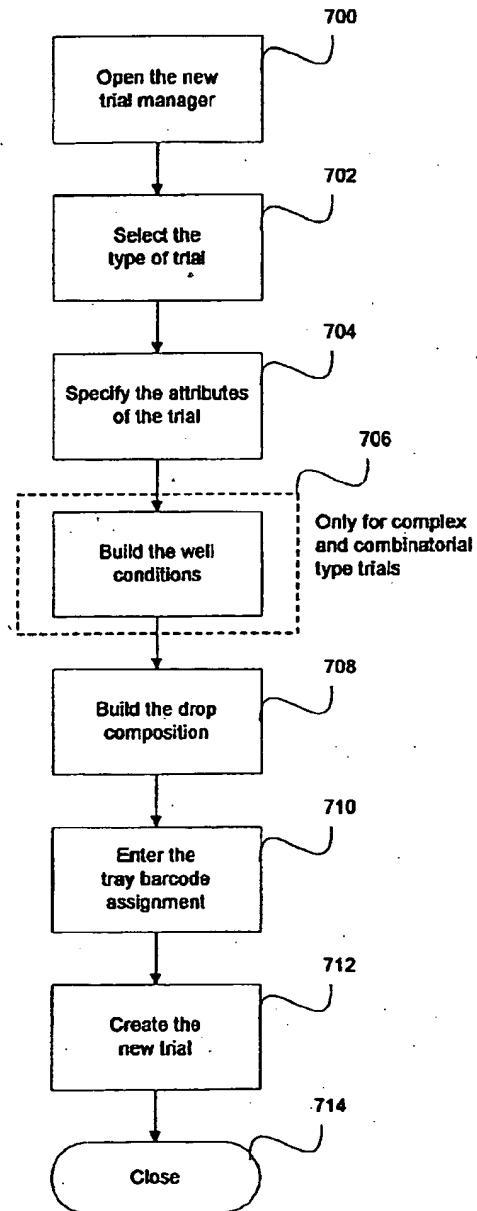 700
Open the new
trial manager
702
Select the
type of trial
704
Specify the attributes
of the trial
706
Only for complex
and combinatorial
type trials
Build the well
conditions
708
Build the drop
composition
710
Enter the
tray barcode
assignment
712
Create the
new trial
714
Close